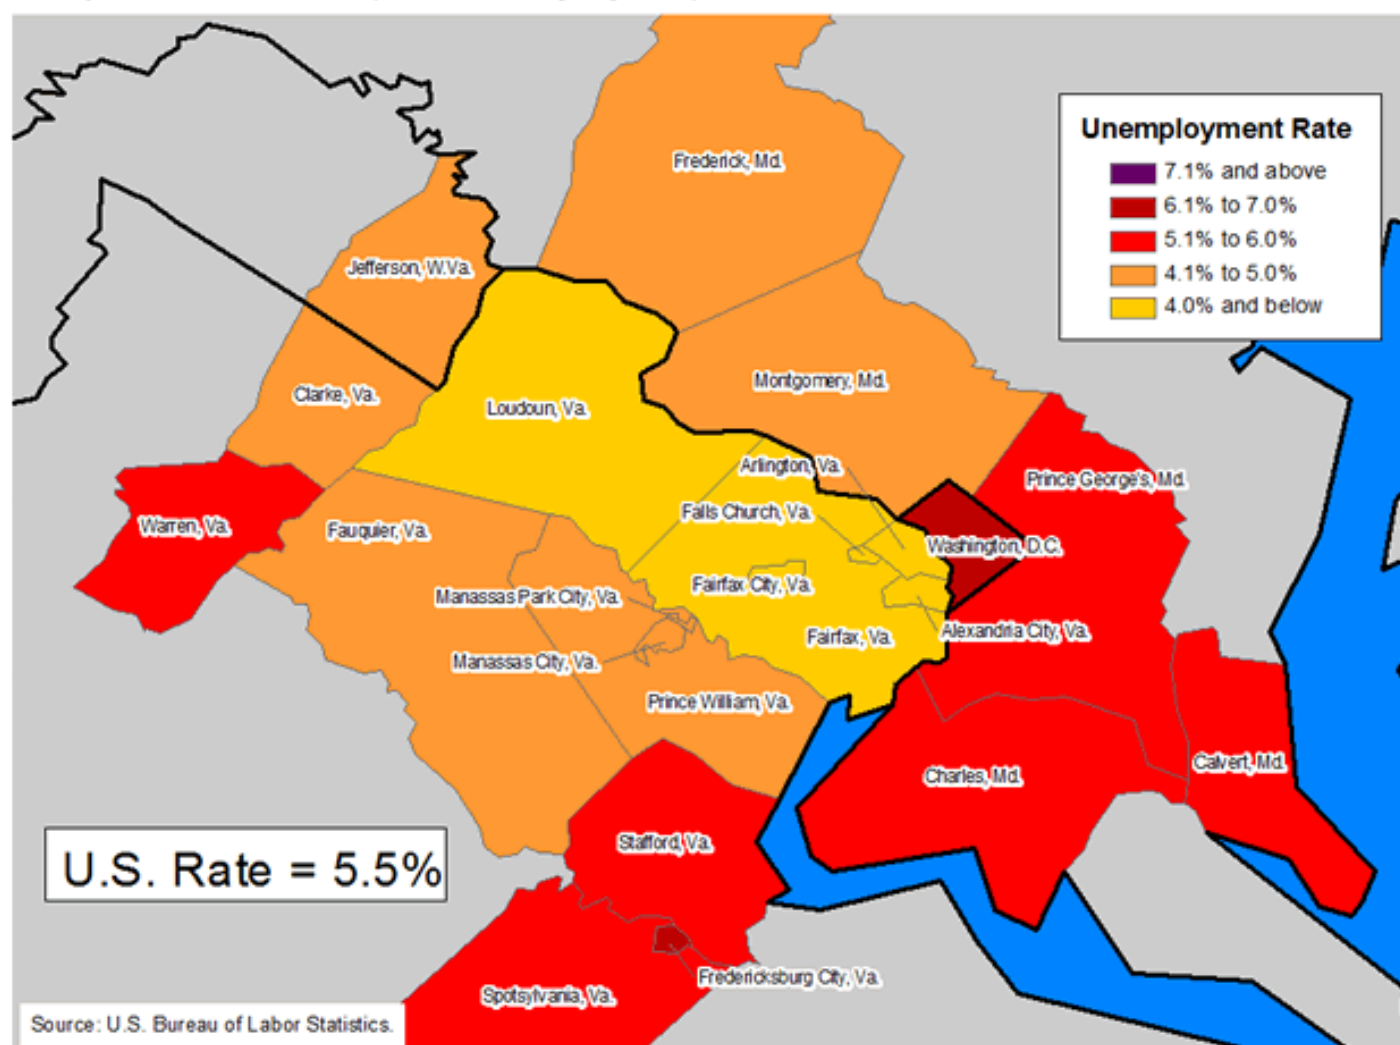 Unemployment Rate
7.1% and above
6.1% to 7.0%
5.1% to 6.0%
4.1% to 5.0%
4.0% and below
Frederick, Md.
Jefferson, W.Va.
Montgomery, Md.
Clarke, Va.
Loudoun, Va.
Arlington, Va.
Prince George's, Md.
Falls Church, Va.
Warren, Va.
Fauquier, Va.
Washington, D.C.
Fairfax City, Va.
Manassas Park City, Va.
Alexandria City, Va.
Fairfax, Va.
Manassas City, Va.
Prince William, Va.
Calvert, Md.
Charles, Md.
Stafford, Va.
U.S. Rate = 5.5%
Fredericksburg City, Va.
Spotsylvania, Va.
Source: U.S. Bureau of Labor Statistics.